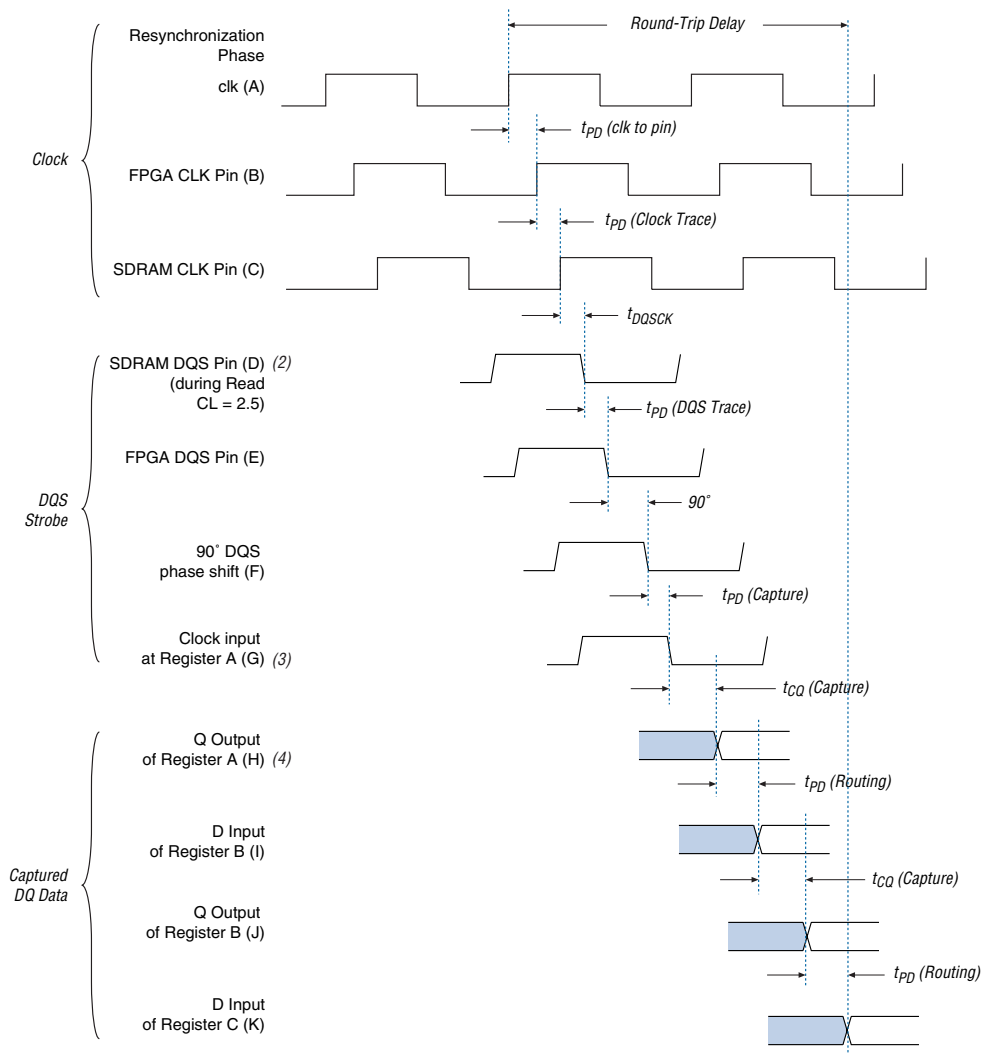 Round-Trip Delay
Resynchronization
Phase
clk (A)
tPD (clk to pin)
Clock
FPGA CLK Pin (B)
tPD (Clock Trace)
SDRAM CLK Pin (C)
tDQSCK
SDRAM DQS Pin (D) (2)
(during Read
CL = 2.5)
tPD (DQS Trace)
FPGA DQS Pin (E)
DQS
Strobe
90˚
90˚ DQS
phase shift (F)
tPD (Capture)
Clock input
at Register A (G) (3)
tCQ (Capture)
Q Output
of Register A (H) (4)
tPD (Routing)
D Input
of Register B (I)
Captured
DQ Data
tCQ (Capture)
Q Output
of Register B (J)
tPD (Routing)
D Input
of Register C (K)